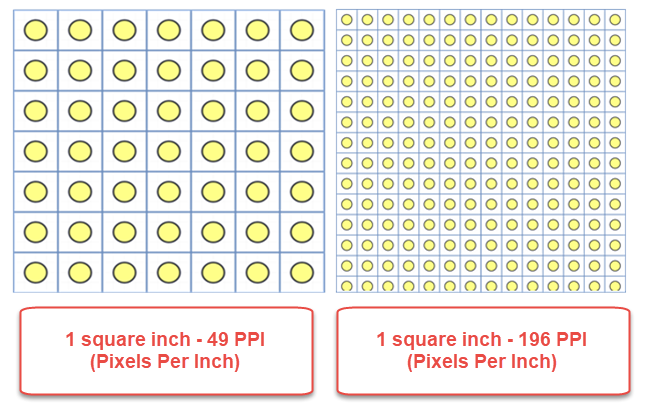 1 square inch - 49 PPI
(Pixels Per Inch)
1 square inch - 196 PPI
(Pixels Per Inch)